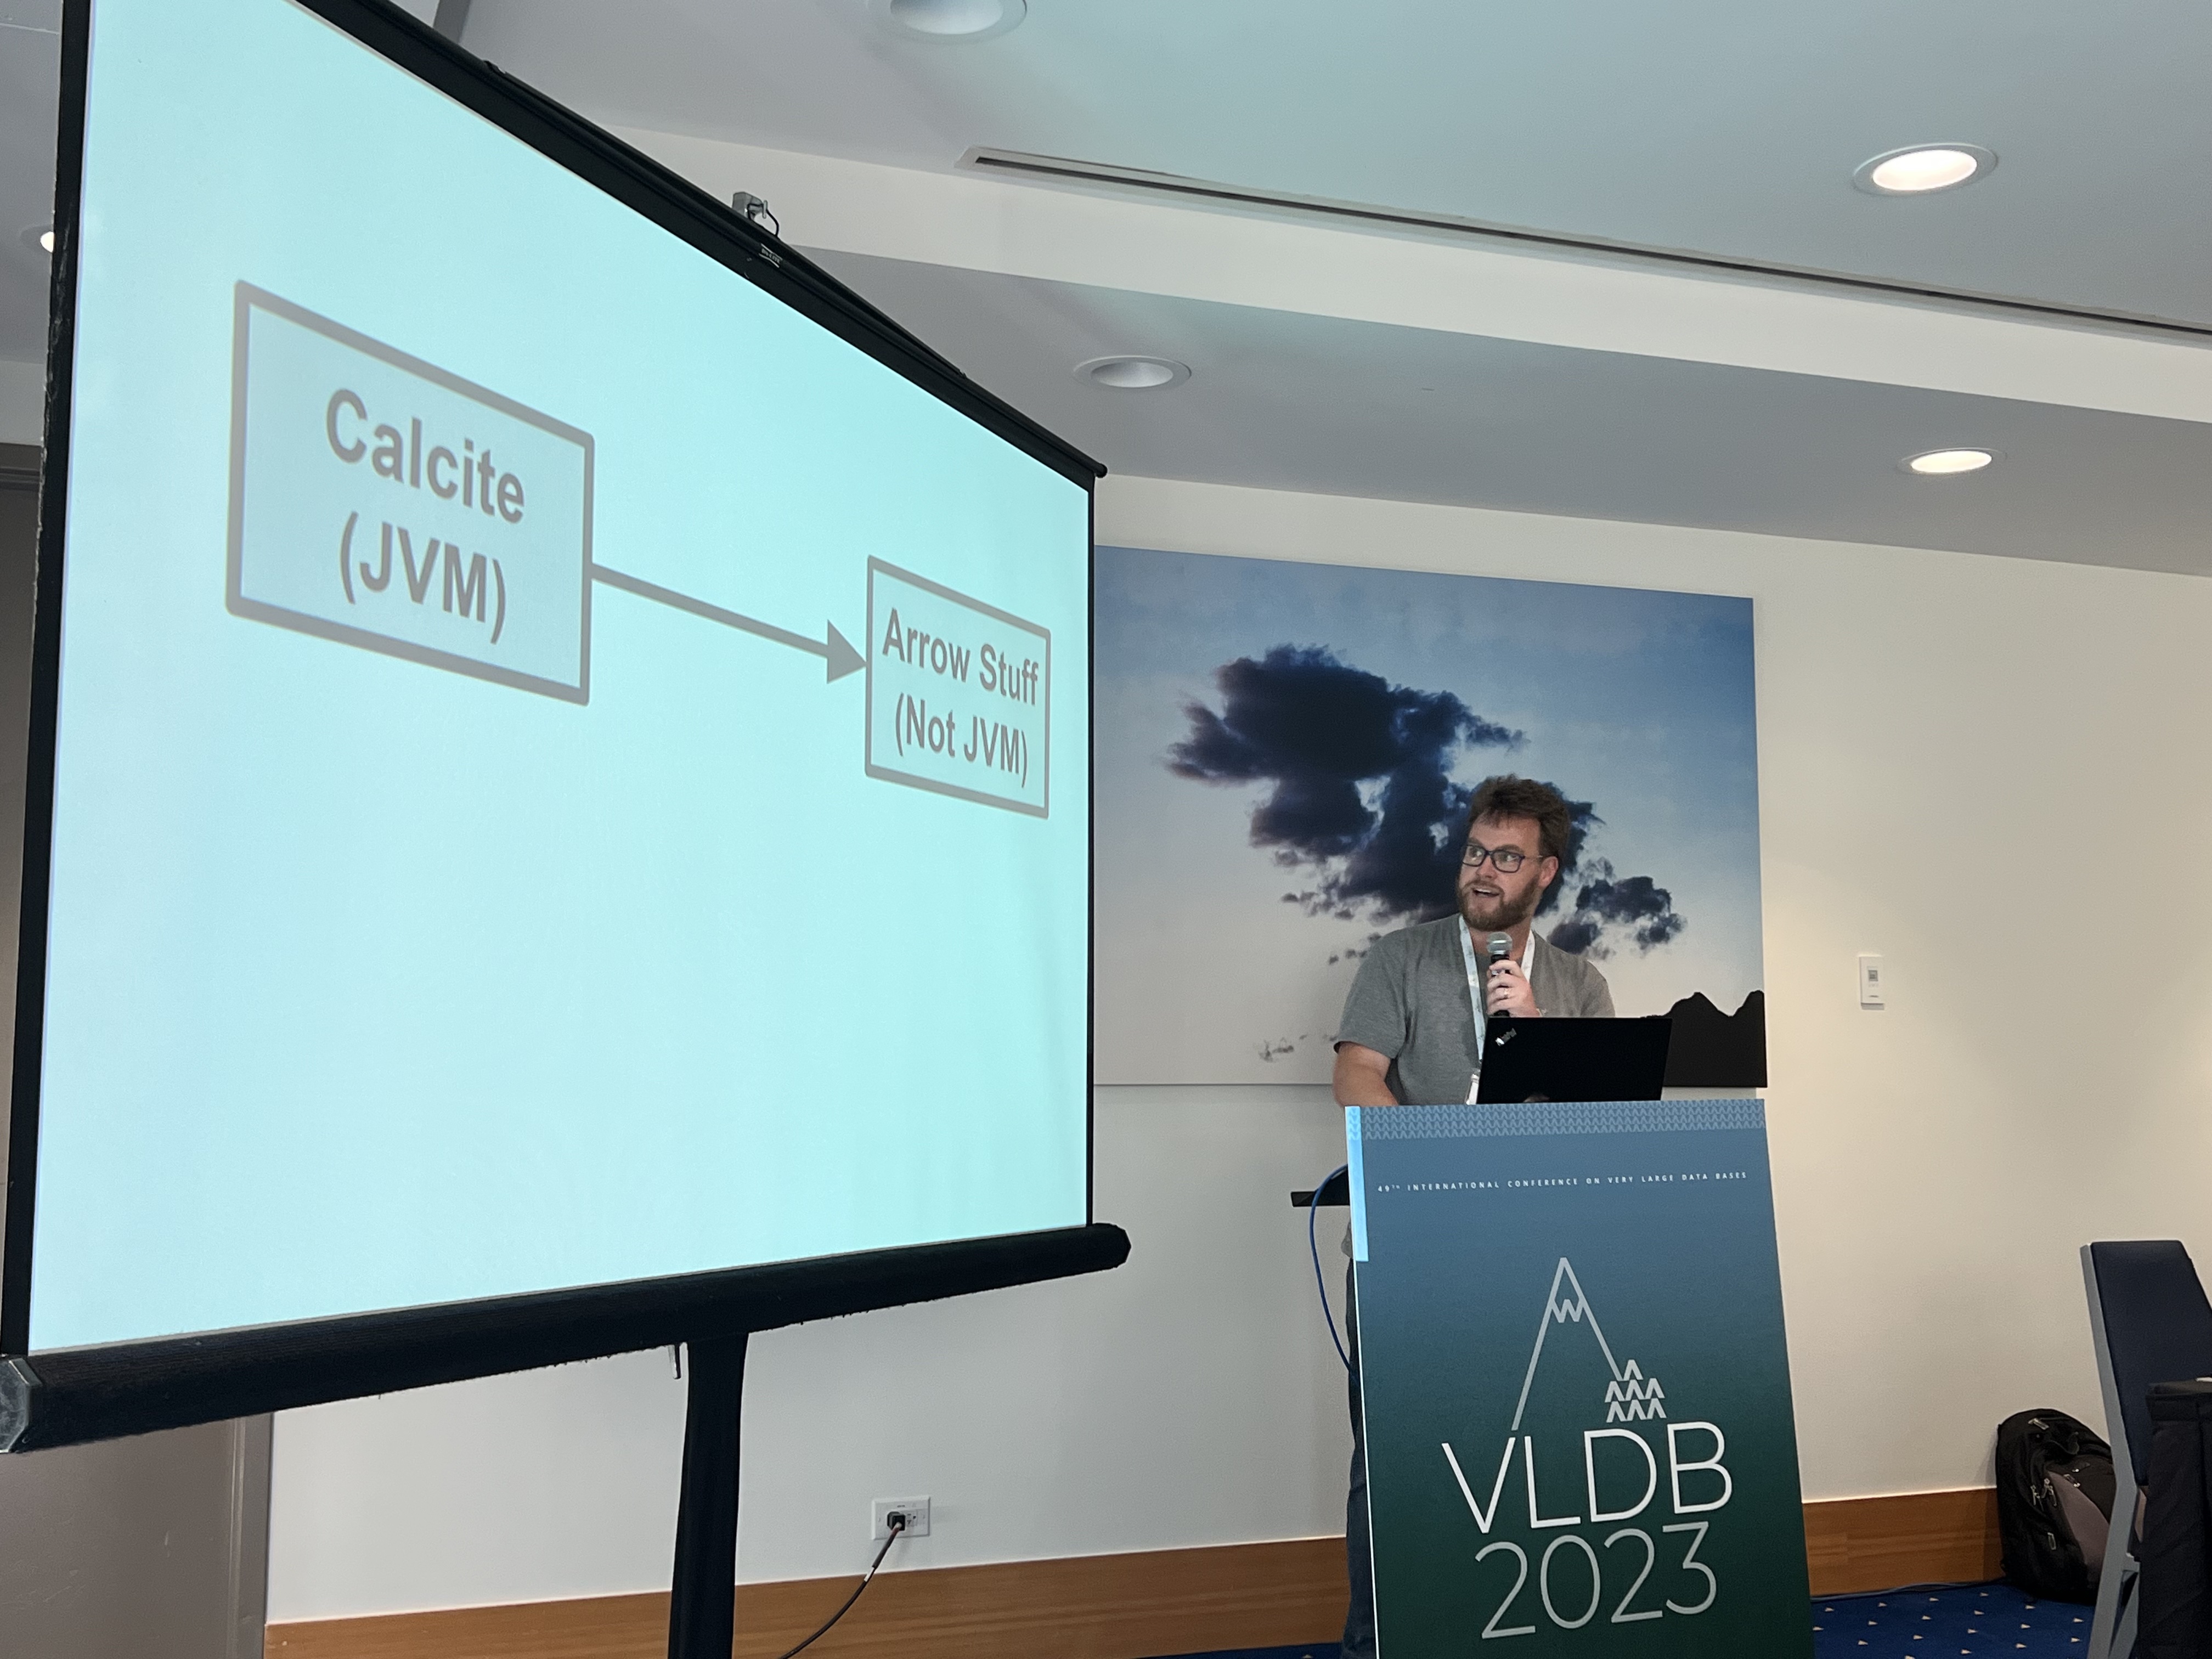 Calcite
(JVM)
Arrow Stuff
(Not JVM)
49TH INTERNATIONAL CONFERENCE ON VERY LARGE DATA BASES
VLDB
2023